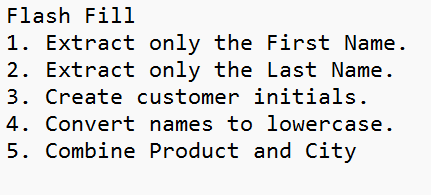 Flash Fill
1. Extract only the First Name.
2. Extract only the Last Name.
3. Create customer initials.
4. Convert names to lowercase.
5. Combine Product and City